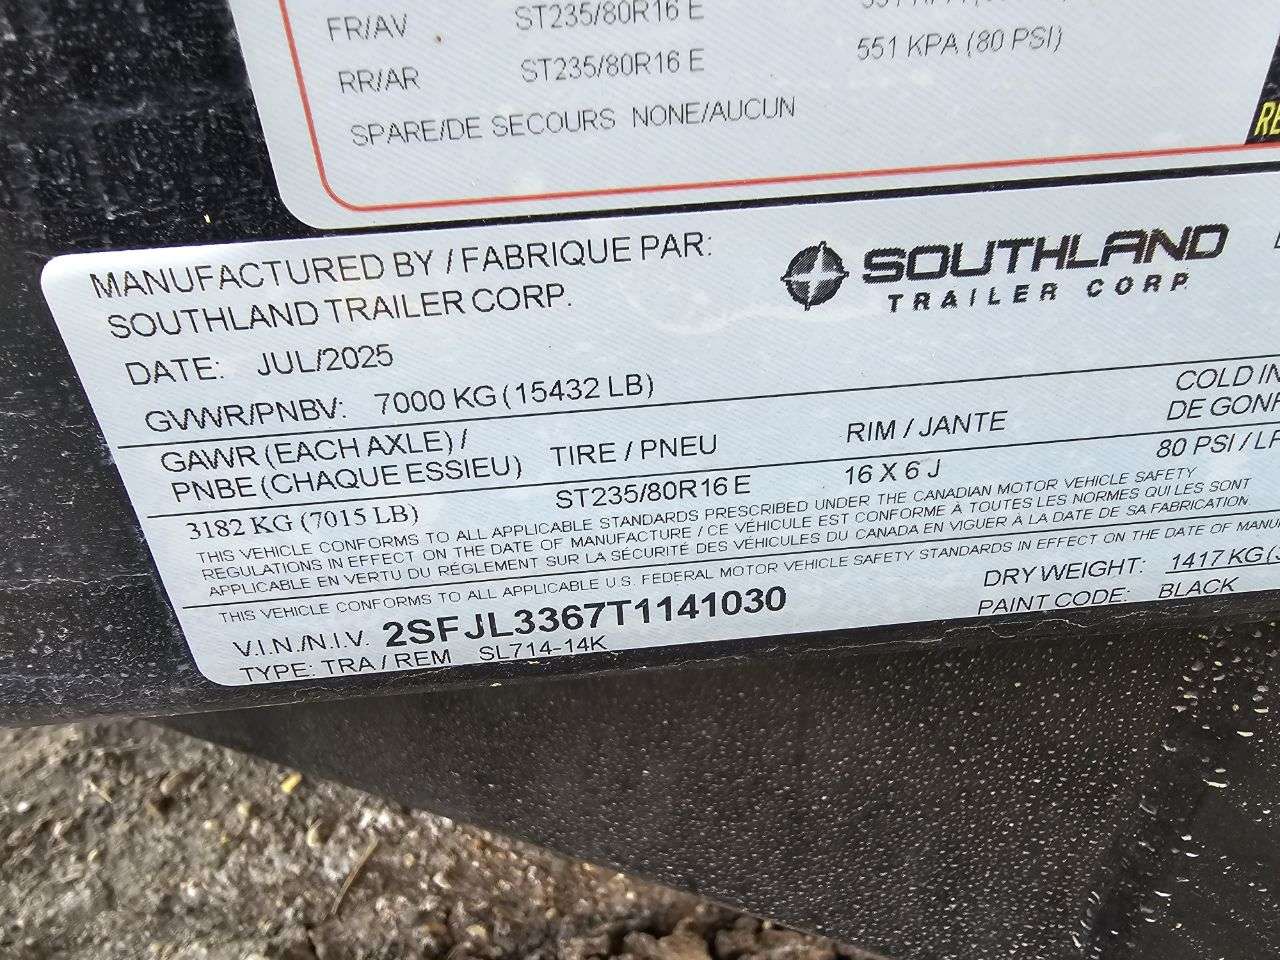 FR/AV ST235/80R16 E
RR/AR ST235/80R16 E 551 KPA (80 PSI)
SPARE/DE SECOURS NONE/AUCUN
MANUFACTURED BY / FABRIQUE PAR:
SOUTHLAND TRAILER CORP.
SOUTHLAND
TRAILER CORP
DATE: JUL/2025
GVWR/PNBV: 7000 KG (15432 LB)
GAWR (EACH AXLE) /
PNBE (CHAQUE ESSIEU) TIRE / PNEU RIM / JANTE COLD IN
DE GONF
3182 KG (7015 LB) ST235/80R16 E 16 X 6 J 80 PSI / LP
THIS VEHICLE CONFORMS TO ALL APPLICABLE STANDARDS PRESCRIBED UNDER THE CANADIAN MOTOR VEHICLE SAFETY
REGULATIONS IN EFFECT ON THE DATE OF MANUFACTURE / CE VÉHICULE EST CONFORME À TOUTES LES NORMES QUI LES SONT
APPLICABLE EN VERTU DU RÉGLEMENT SUR LA SÉCURITÉ DES VÉHICULES DU CANADA EN VIGUER À LA DATE DE SA FABRICATION
THIS VEHICLE CONFORMS TO ALL APPLICABLE U.S. FEDERAL MOTOR VEHICLE SAFETY STANDARDS IN EFFECT ON THE DATE OF MANU
V.I.N./N.I.V. 2SFJL3367T1141030 DRY WEIGHT: 1417 KG
TYPE: TRA / REM SL714-14K PAINT CODE: BLACK